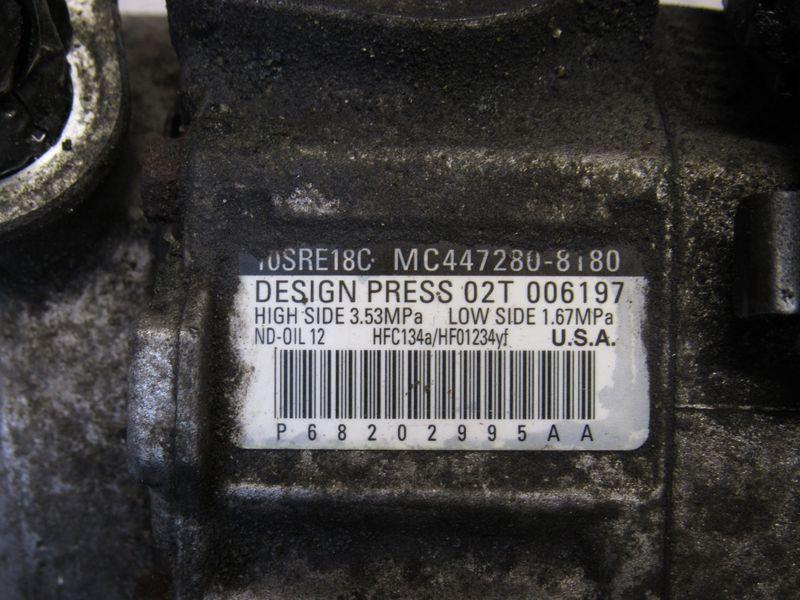 10SRE18C MC447280-8180
DESIGN PRESS 02T 006197
HIGH SIDE 3.53MPa LOW SIDE 1.67MPa
ND-OIL 12 HFC134a/HFO1234yf U.S.A.
P68202995AA